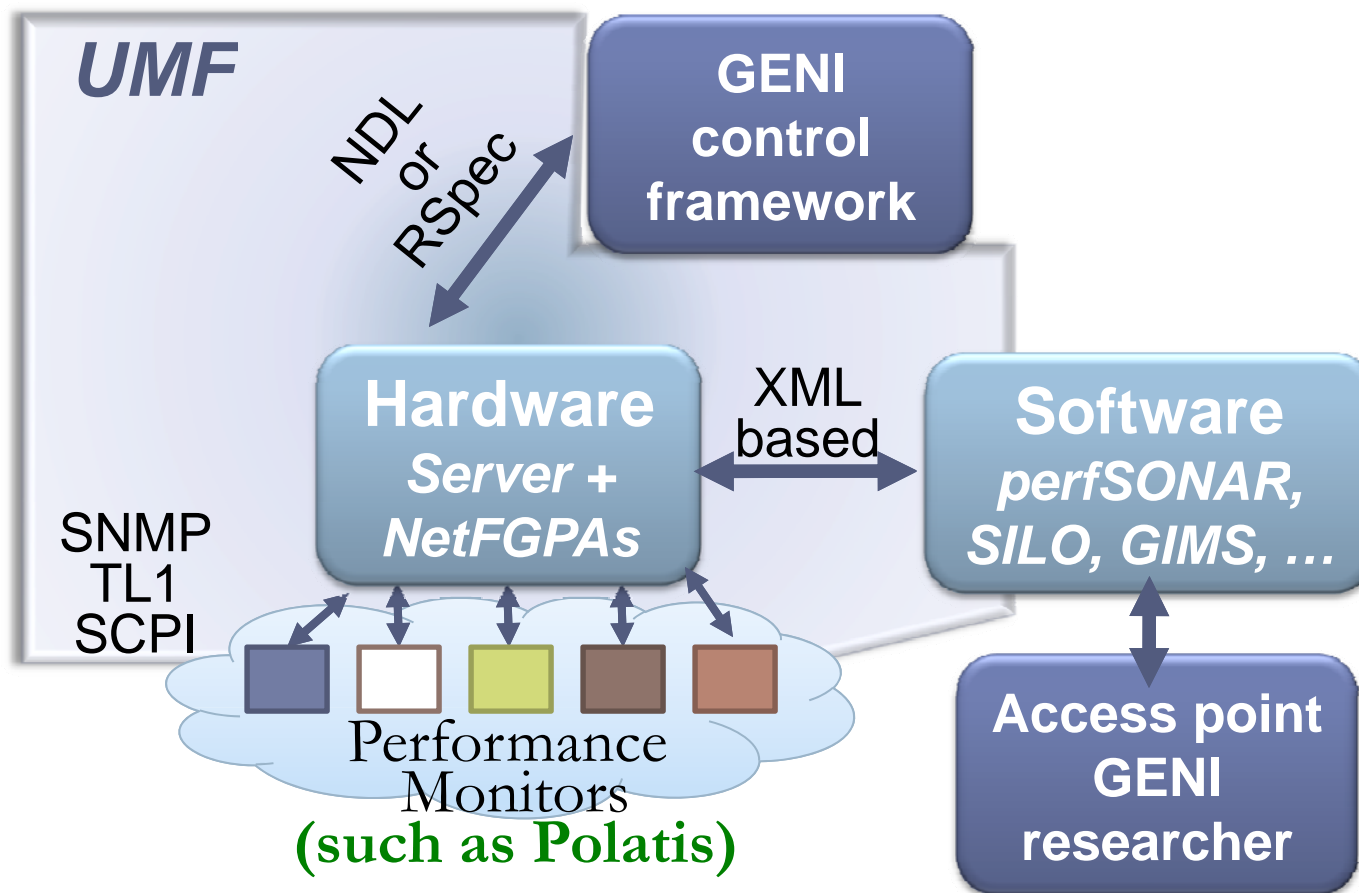 UMF
GENI
control
framework
NDL
or
RSpec
Hardware
Server +
NetFGPAs
XML
based
Software
perfSONAR,
SILO, GIMS, …
SNMP
TL1
SCPI
Performance
Monitors
(such as Polatis)
Access point
GENI
researcher